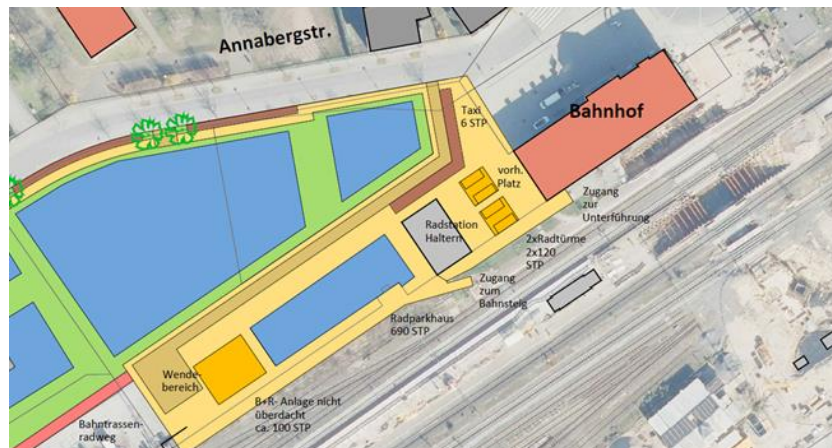 Annabergstr.
Bahnhof
Taxi
6 STP
vorh.
Platz
Zugang
zur
Unterführung
Radstation
Haltern
2xRadtürme
2x120
STP
Zugang
zum
Bahnsteig
Radparkhaus
690 STP
Wende-
bereich
B+R- Anlage nicht
überdacht
ca. 100 STP
Bahntrassen-
radweg